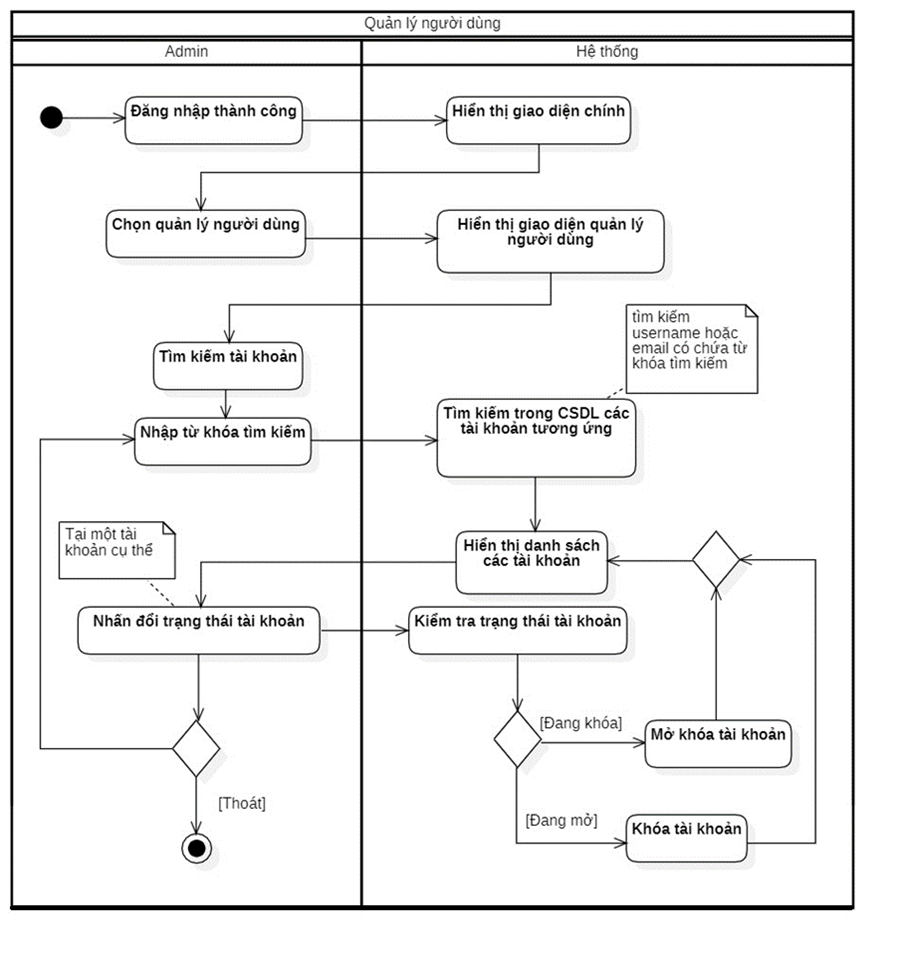 Quản lý người dùng
Admin
Hệ thống
Đăng nhập thành công
Hiển thị giao diện chính
Chọn quản lý người dùng
Hiển thị giao diện quản lý
người dùng
tìm kiếm
username hoặc
email có chứa từ
khóa tìm kiếm
Tìm kiếm tài khoản
Tìm kiếm trong CSDL các
tài khoản tương ứng
Nhập từ khóa tìm kiếm
Tại một tài
khoản cụ thể
Hiển thị danh sách
các tài khoản
Nhấn đổi trạng thái tài khoản
Kiểm tra trạng thái tài khoản
[Đang khóa]
Mở khóa tài khoản
[Thoát]
[Đang mở]
Khóa tài khoản